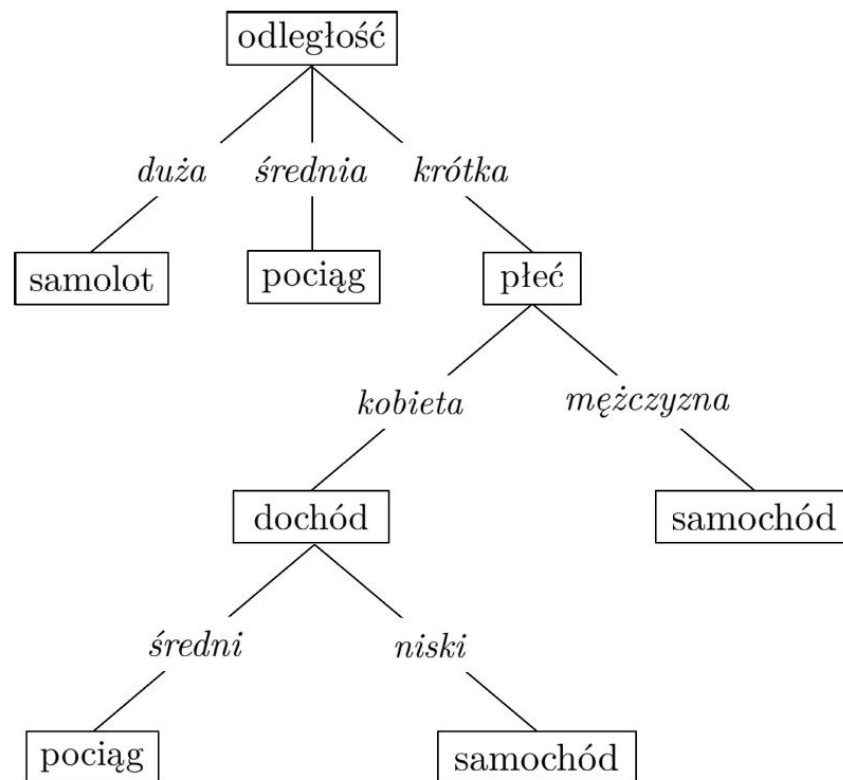 odległość
duża średnia krótka
samolot pociąg płeć
kobieta mężczyzna
dochód samochód
średni niski
pociąg samochód